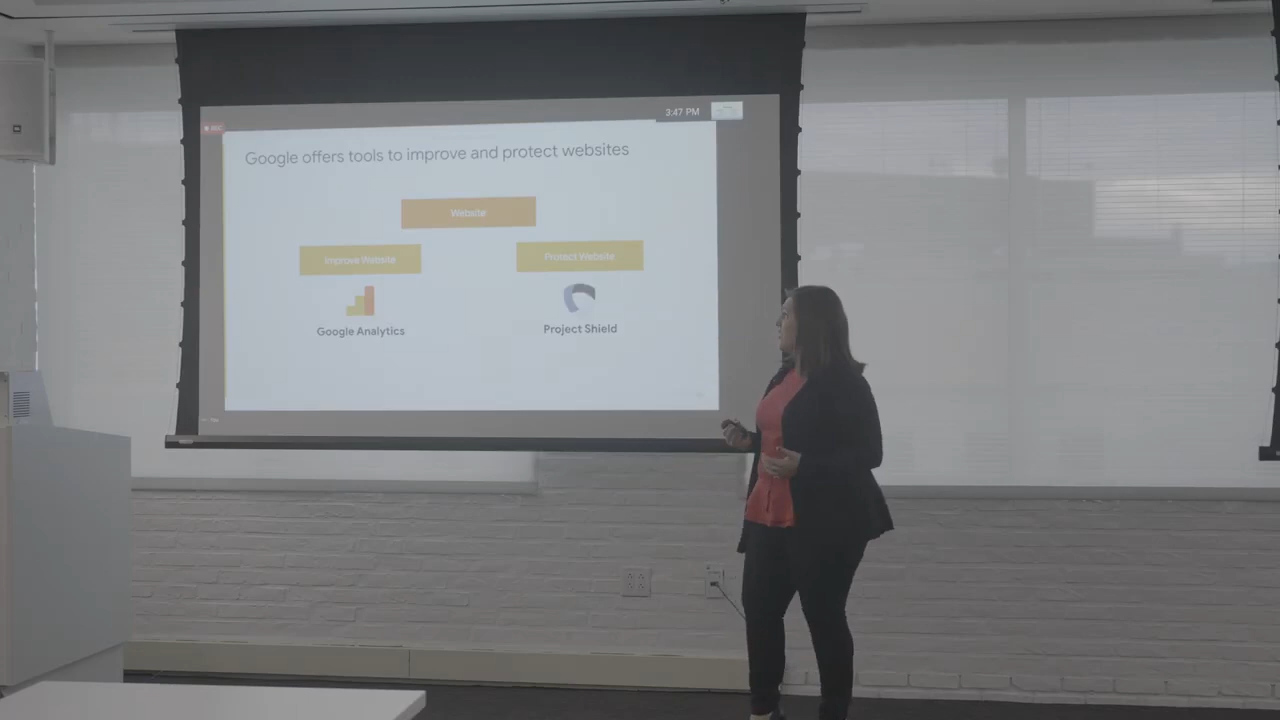 3:47 PM
REC
Google offers tools to improve and protect websites
Website
Improve Website
Protect Website
Google Analytics
Project Shield